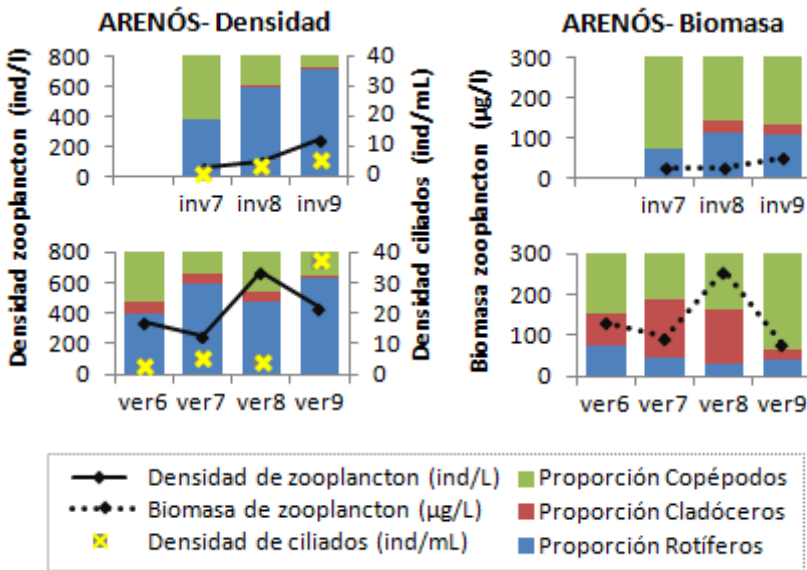 ARENÓS- Densidad
ARENÓS- Biomasa
Densidad zooplancton (ind/l)
800
600
400
200
0
40
30
20
10
0
inv7 inv8 inv9
800
600
400
200
0
40
30
20
10
0
ver6 ver7 ver8 ver9
Densidad ciliados (ind/mL)
Biomasa zooplancton (µg/l)
300
200
100
0
inv7 inv8 inv9
300
200
100
0
ver6 ver7 ver8 ver9
Densidad de zooplancton (ind/L)
Biomasa de zooplancton (µg/L)
Densidad de ciliados (ind/mL)
Proporción Copépodos
Proporción Cladóceros
Proporción Rotíferos